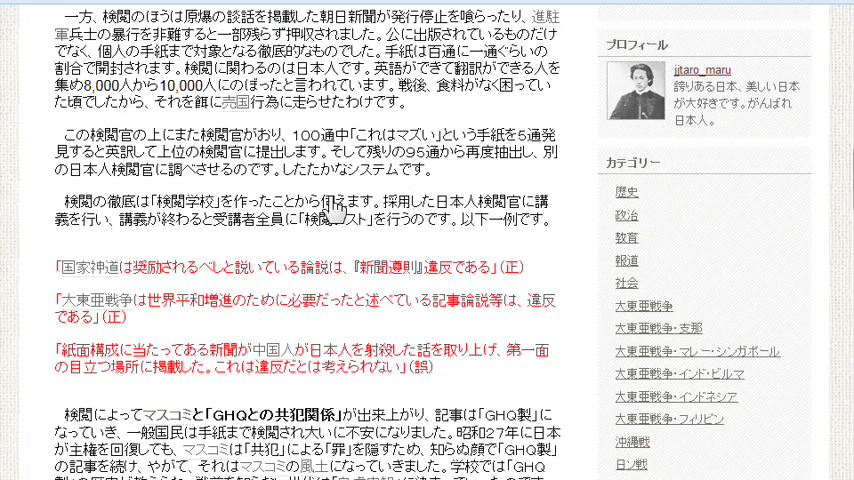 一方、検閲のほうは原爆の談話を掲載した朝日新聞が発行停止を喰らったり、進駐
軍兵士の暴行を非難すると一部残らず押収されました。公に出版されているものだけ
でなく、個人の手紙まで対象となる徹底的なものでした。手紙は百通に一通ぐらいの
割合で開封されます。検閲に関わるのは日本人です。英語ができて翻訳ができる人を
集め8,000人から10,000人にのぼったと言われています。戦後、食料がなく困ってい
た頃でしたから、それを餌に売国行為に走らせたわけです。
この検閲官の上にまた検閲官がおり、100通中「これはマズい」という手紙を5通発
見すると英訳して上位の検閲官に提出します。そして残りの95通から再度抽出し、別
の日本人検閲官に調べさせるのです。したたかなシステムです。
検閲の徹底は「検閲学校」を作ったことから伺えます。採用した日本人検閲官に講
義を行い、講義が終わると受講者全員に「検閲テスト」を行うのです。以下一例です。
「国家神道は奨励されるべしと説いている論説は、『新聞遵則』違反である」(正)
「大東亜戦争は世界平和増進のために必要だったと述べている記事論説等は、違反
である」(正)
「紙面構成に当たってある新聞が中国人が日本人を射殺した話を取り上げ、第一面
の目立つ場所に掲載した。これは違反だとは考えられない」(誤)
検閲によってマスコミと「GHQとの共犯関係」が出来上がり、記事は「GHQ製」に
なっていき、一般国民は手紙まで検閲され大いに不安になりました。昭和27年に日本
が主権を回復しても、マスコミは「共犯」による「罪」を隠すため、知らぬ顔で「GHQ製」
の記事を続け、やがて、それはマスコミの風土になっていきました。学校では「GHQ
プロフィール
jjtaro_maru
誇りある日本、美しい日本
が大好きです。がんばれ
日本人。
カテゴリー
歴史
政治
教育
報道
社会
大東亜戦争
大東亜戦争・支那
大東亜戦争・マレー・シンガポール
大東亜戦争・インド・ビルマ
大東亜戦争・インドネシア
大東亜戦争・フィリピン
沖縄戦
日ソ戦